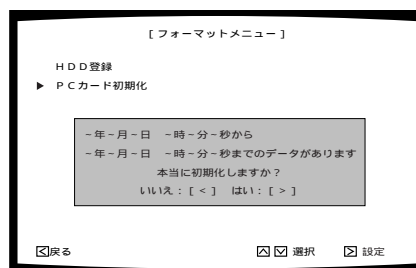 [フォーマットメニュー]
HDD登録
▶ PCカード初期化
~年~月~日 ~時~分~秒から
~年~月~日 ~時~分~秒までのデータがあります
本当に初期化しますか?
いいえ:[<] はい:[>]
<戻る ∧∨ 選択 > 設定